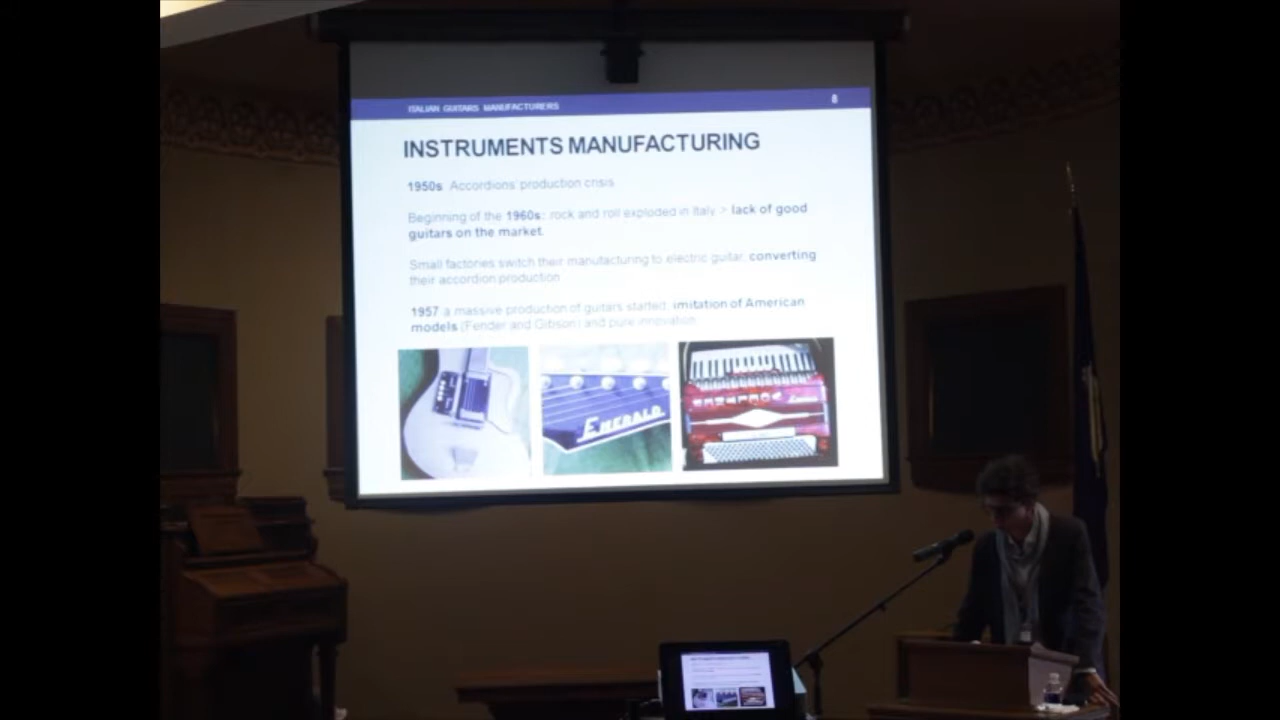 ITALIAN GUITARS MANUFACTURERS
8
INSTRUMENTS MANUFACTURING
1950s: Accordions' production crisis
Beginning of the 1960s: rock and roll exploded in Italy > lack of good
guitars on the market.
Small factories switch their manufacturing to electric guitar, converting
their accordion production
1957 a massive production of guitars started: imitation of American
models (Fender and Gibson) and pure innovation
EMERALD